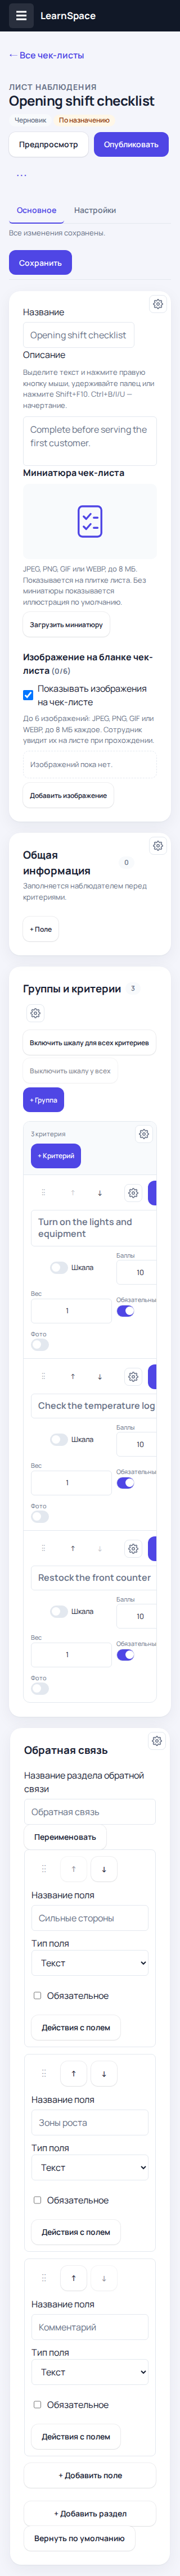 LearnSpace
← Все чек-листы
ЛИСТ НАБЛЮДЕНИЯ
Opening shift checklist
Черновик По назначению
Предпросмотр Опубликовать
...
Основное Настройки
Все изменения сохранены.
Сохранить
Название
Opening shift checklist
Описание
Выделите текст и нажмите правую
кнопку мыши, удерживайте палец или
нажмите Shift+F10. Ctrl+B/I/U —
начертание.
Complete before serving the
first customer.
Миниатюра чек-листа
JPEG, PNG, GIF или WEBP, до 8 МБ.
Показывается на плитке листа. Без
миниатюры показывается
иллюстрация по умолчанию.
Загрузить миниатюру
Изображение на бланке чек-
листа (0/6)
Показывать изображения
на чек-листе
До 6 изображений: JPEG, PNG, GIF или
WEBP, до 8 МБ каждое. Сотрудник
увидит их на листе при прохождении.
Изображений пока нет.
Добавить изображение
Общая
информация
0
Заполняется наблюдателем перед
критериями.
+ Поле
Группы и критерии 3
Включить шкалу для всех критериев
Выключить шкалу у всех
+ Группа
3 критерия
+ Критерий
↑ ↓
Turn on the lights and
equipment
Шкала
Баллы
10
Вес
1
Обязательны
Фото
↑ ↓
Check the temperature log
Шкала
Баллы
10
Вес
1
Обязательны
Фото
↑ ↓
Restock the front counter
Шкала
Баллы
10
Вес
1
Обязательны
Фото
Обратная связь
Название раздела обратной
связи
Обратная связь
Переименовать
↑ ↓
Название поля
Сильные стороны
Тип поля
Текст
Обязательное
Действия с полем
↑ ↓
Название поля
Зоны роста
Тип поля
Текст
Обязательное
Действия с полем
↑ ↓
Название поля
Комментарий
Тип поля
Текст
Обязательное
Действия с полем
+ Добавить поле
+ Добавить раздел
Вернуть по умолчанию